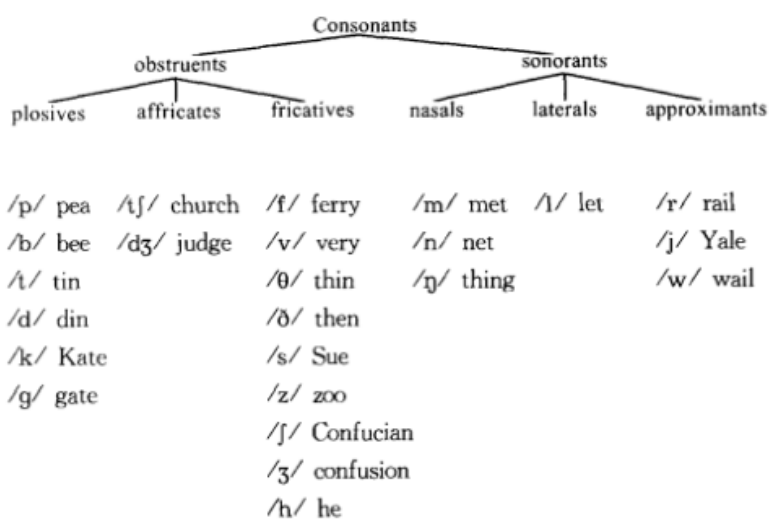 Consonants
obstruents sonorants
plosives affricates fricatives nasals laterals approximants
/p/ pea /tʃ/ church /f/ ferry /m/ met /l/ let /r/ rail
/b/ bee /dʒ/ judge /v/ very /n/ net /j/ Yale
/t/ tin /θ/ thin /ŋ/ thing /w/ wail
/d/ din /ð/ then
/k/ Kate /s/ Sue
/g/ gate /z/ zoo
/ʃ/ Confucian
/ʒ/ confusion
/h/ he